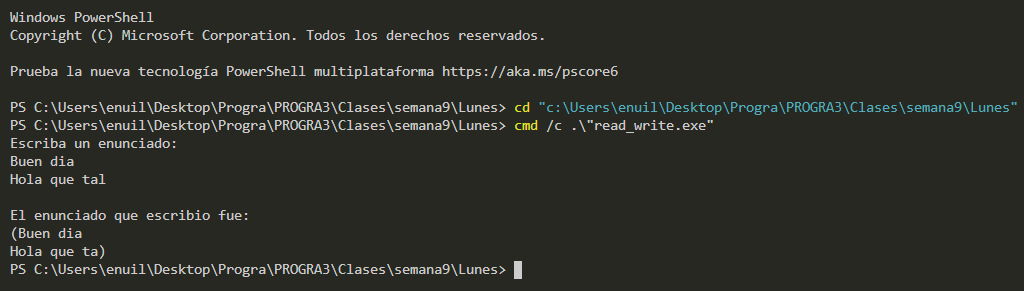 Windows PowerShell
Copyright (C) Microsoft Corporation. Todos los derechos reservados.
Prueba la nueva tecnología PowerShell multiplataforma https://aka.ms/pscore6
PS C:\Users\enuil\Desktop\Progra\PROGRA3\Clases\semana9\Lunes> cd "c:\Users\enuil\Desktop\Progra\PROGRA3\Clases\semana9\Lunes"
PS C:\Users\enuil\Desktop\Progra\PROGRA3\Clases\semana9\Lunes> cmd /c .\"read_write.exe"
Escriba un enunciado:
Buen dia
Hola que tal
El enunciado que escribio fue:
(Buen dia
Hola que ta)
PS C:\Users\enuil\Desktop\Progra\PROGRA3\Clases\semana9\Lunes>